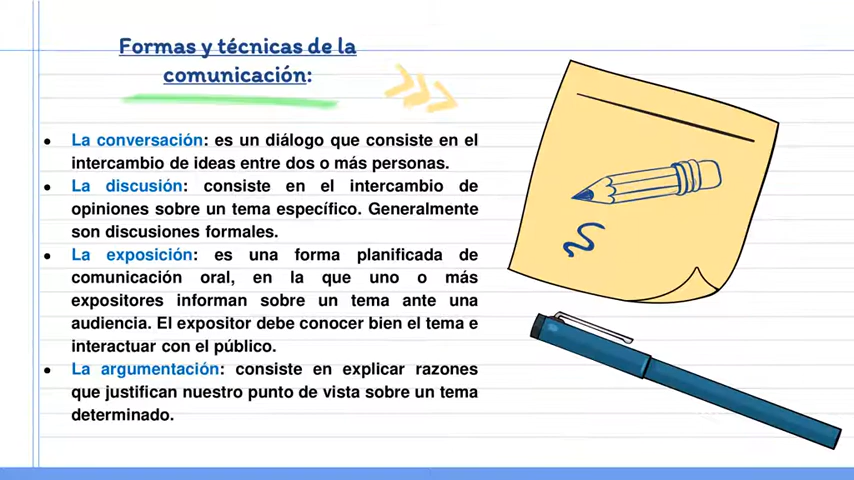 Formas y técnicas de la
comunicación:
● La conversación: es un diálogo que consiste en el
intercambio de ideas entre dos o más personas.
● La discusión: consiste en el intercambio de
opiniones sobre un tema específico. Generalmente
son discusiones formales.
● La exposición: es una forma planificada de
comunicación oral, en la que uno o más
expositores informan sobre un tema ante una
audiencia. El expositor debe conocer bien el tema e
interactuar con el público.
● La argumentación: consiste en explicar razones
que justifican nuestro punto de vista sobre un tema
determinado.